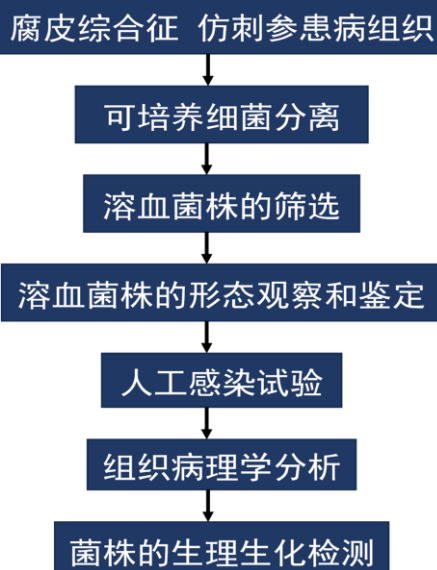 腐皮综合征 仿刺参患病组织
可培养细菌分离
溶血菌株的筛选
溶血菌株的形态观察和鉴定
人工感染试验
组织病理学分析
菌株的生理生化检测